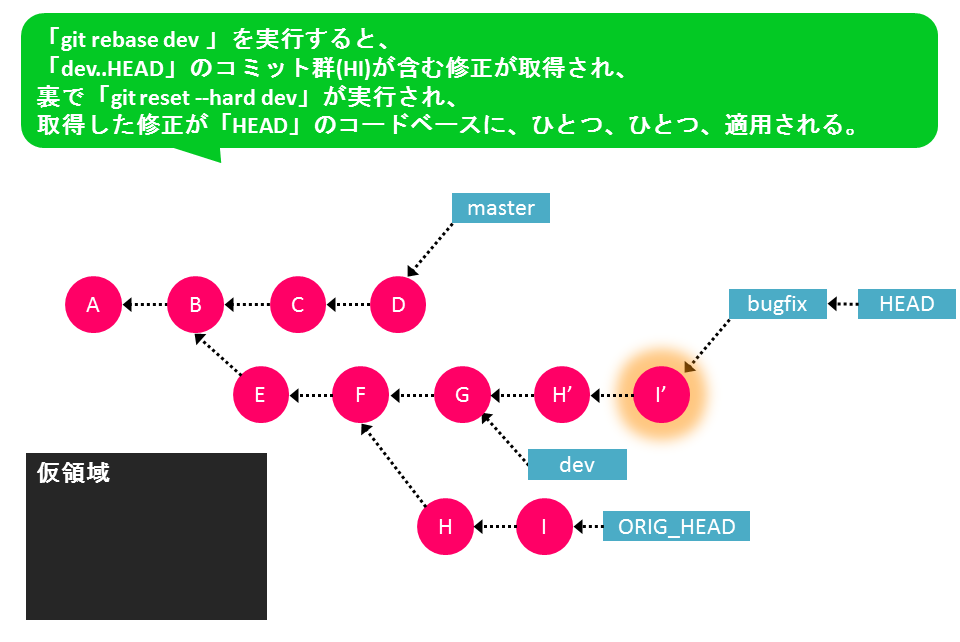 「git rebase dev 」を実行すると、
「dev..HEAD」のコミット群(HI)が含む修正が取得され、
裏で「git reset --hard dev」が実行され、
取得した修正が「HEAD」のコードベースに、ひとつ、ひとつ、適用される。
master
A B C D
bugfix HEAD
E F G H’ I’
dev
仮領域
H I ORIG_HEAD